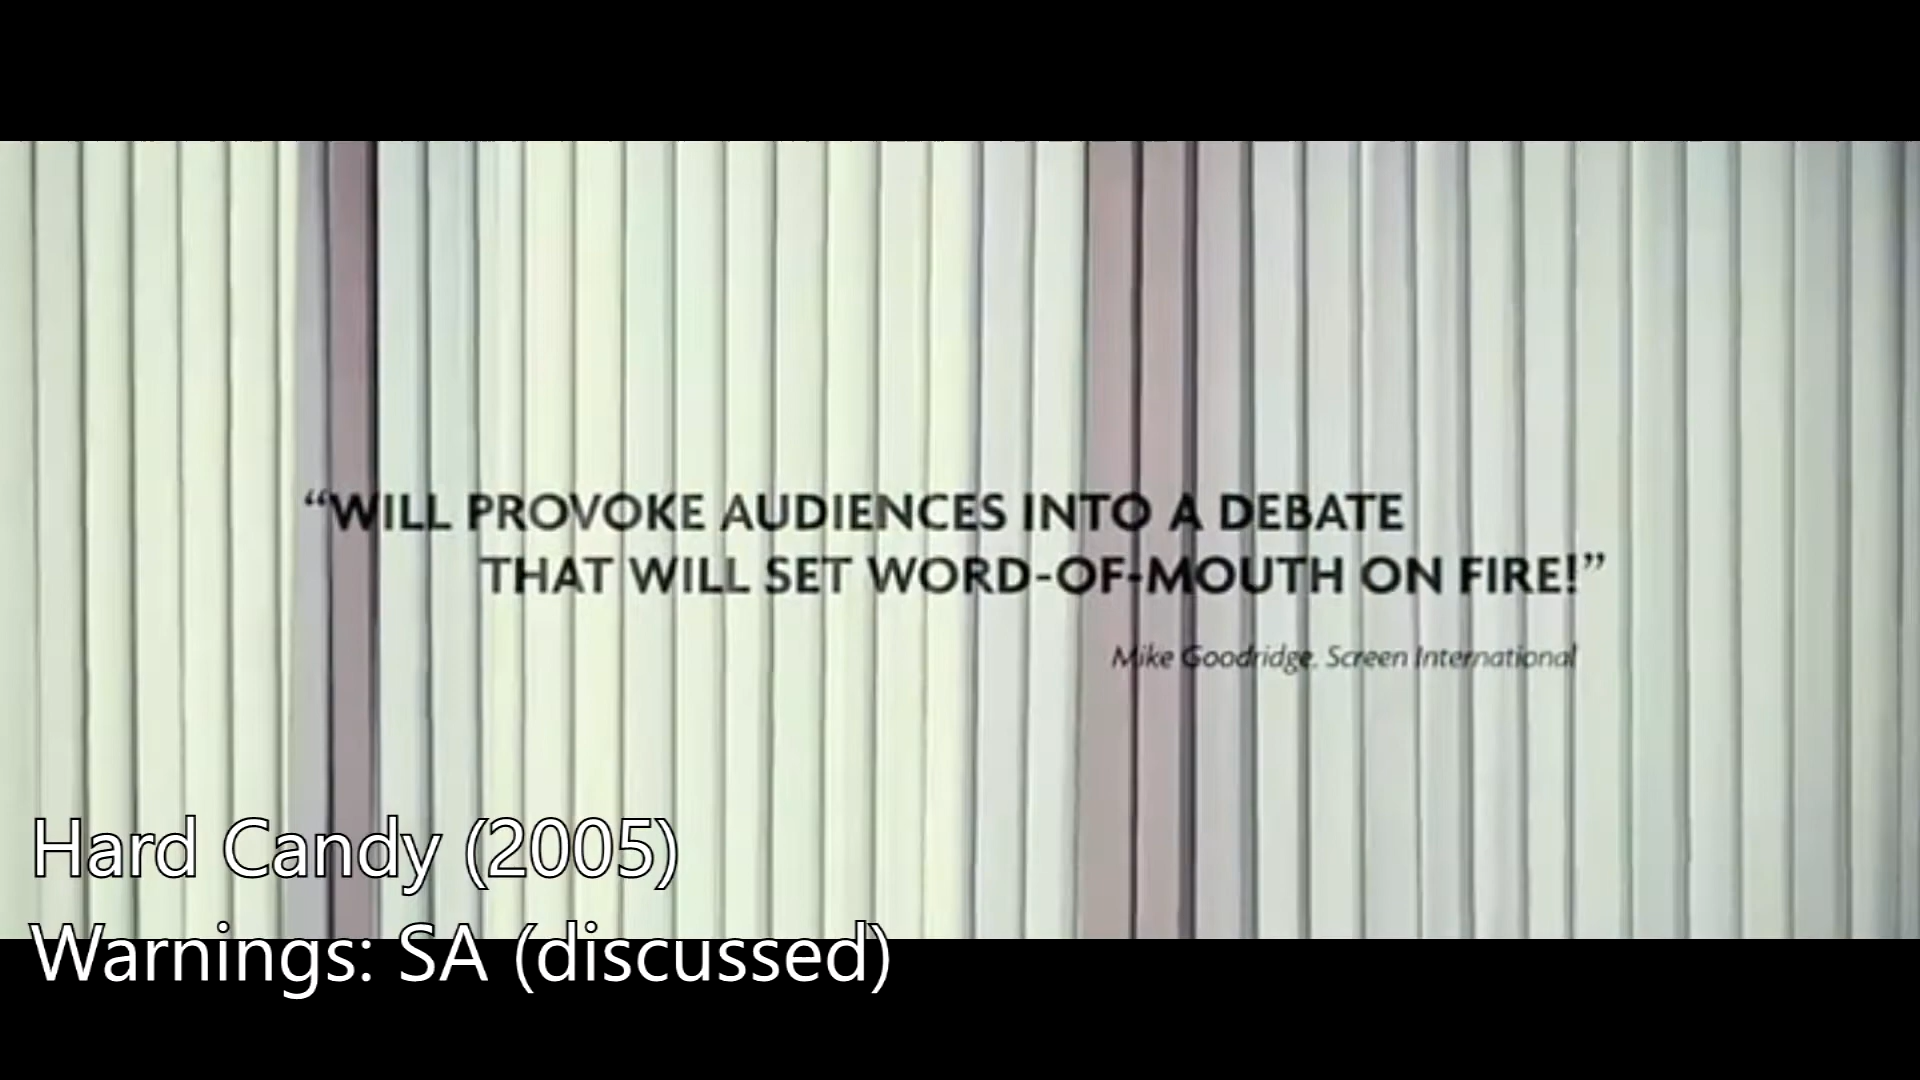 “WILL PROVOKE AUDIENCES INTO A DEBATE
THAT WILL SET WORD-OF-MOUTH ON FIRE!”
Mike Goodridge, Screen International
Hard Candy (2005)
Warnings: SA (discussed)